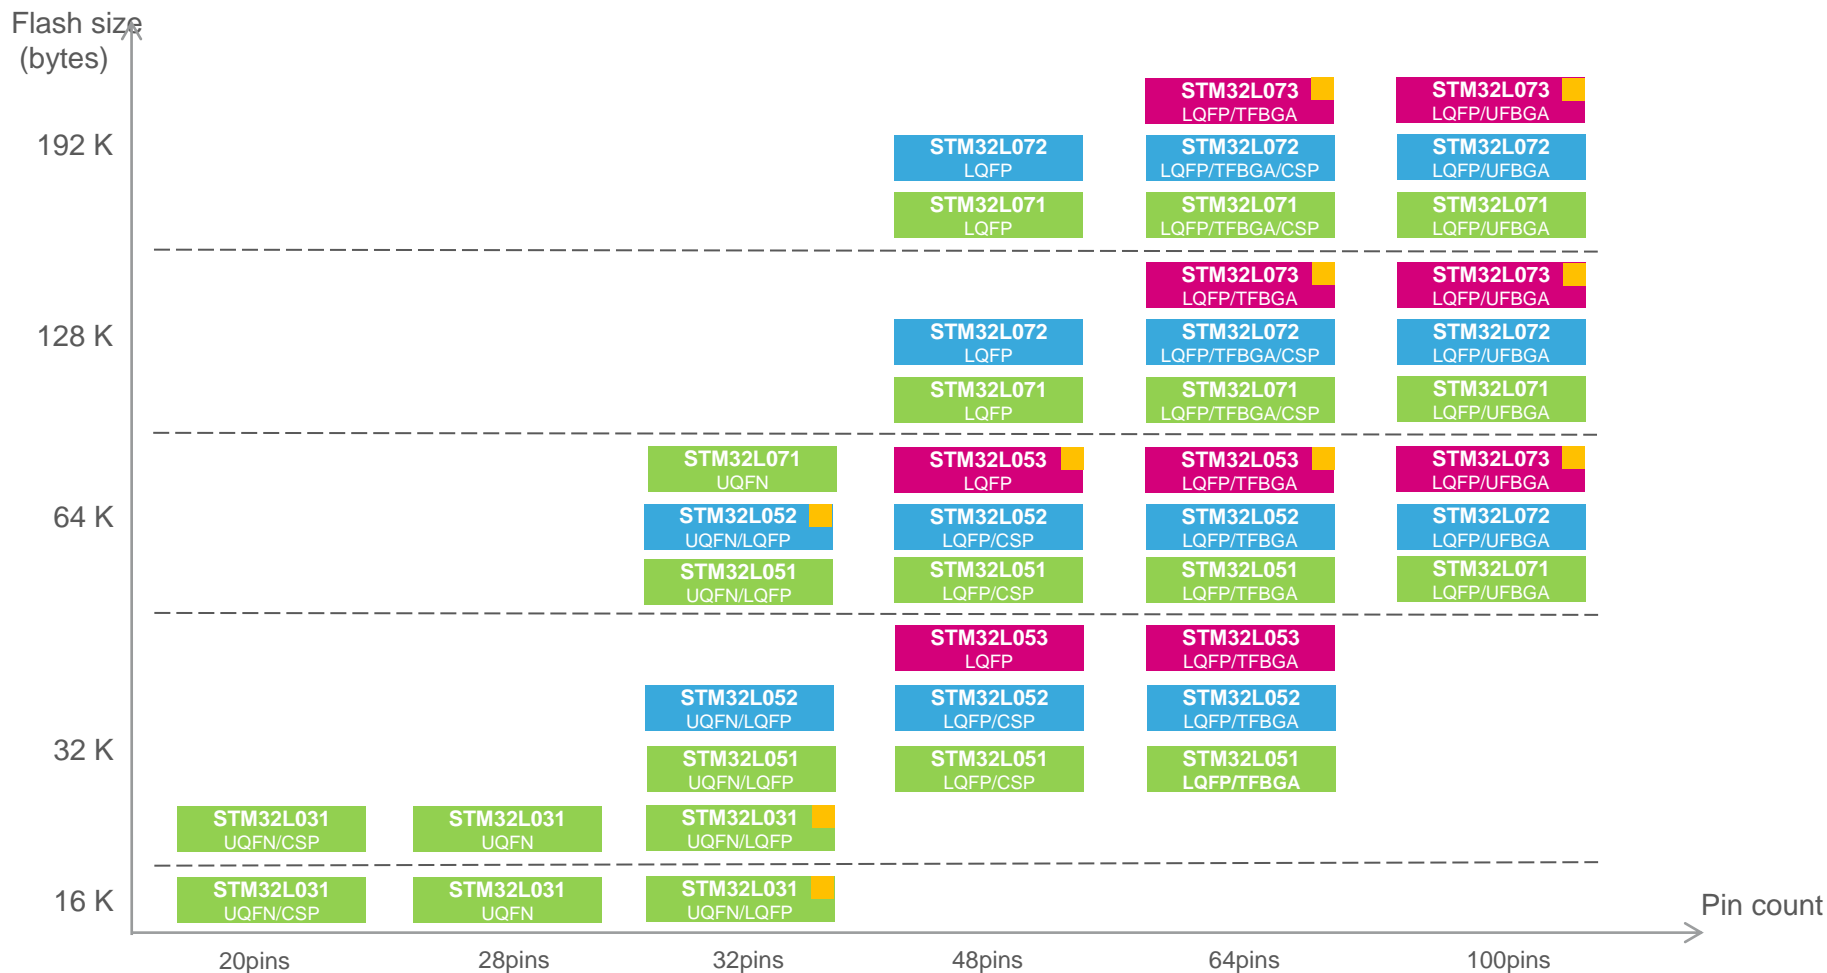 Flash size
(bytes)
STM32L073
LQFP/TFBGA
STM32L073
LQFP/UFBGA
192 K
STM32L072
LQFP
STM32L072
LQFP/TFBGA/CSP
STM32L072
LQFP/UFBGA
STM32L071
LQFP
STM32L071
LQFP/TFBGA/CSP
STM32L071
LQFP/UFBGA
STM32L073
LQFP/TFBGA
STM32L073
LQFP/UFBGA
128 K
STM32L072
LQFP
STM32L072
LQFP/TFBGA/CSP
STM32L072
LQFP/UFBGA
STM32L071
LQFP
STM32L071
LQFP/TFBGA/CSP
STM32L071
LQFP/UFBGA
STM32L071
UQFN
STM32L053
LQFP
STM32L053
LQFP/TFBGA
STM32L073
LQFP/UFBGA
64 K
STM32L052
UQFN/LQFP
STM32L052
LQFP/CSP
STM32L052
LQFP/TFBGA
STM32L072
LQFP/UFBGA
STM32L051
UQFN/LQFP
STM32L051
LQFP/CSP
STM32L051
LQFP/TFBGA
STM32L071
LQFP/UFBGA
STM32L053
LQFP
STM32L053
LQFP/TFBGA
STM32L052
UQFN/LQFP
STM32L052
LQFP/CSP
STM32L052
LQFP/TFBGA
32 K
STM32L051
UQFN/LQFP
STM32L051
LQFP/CSP
STM32L051
LQFP/TFBGA
STM32L031
UQFN/CSP
STM32L031
UQFN
STM32L031
UQFN/LQFP
16 K
STM32L031
UQFN/CSP
STM32L031
UQFN
STM32L031
UQFN/LQFP
Pin count
20pins
28pins
32pins
48pins
64pins
100pins